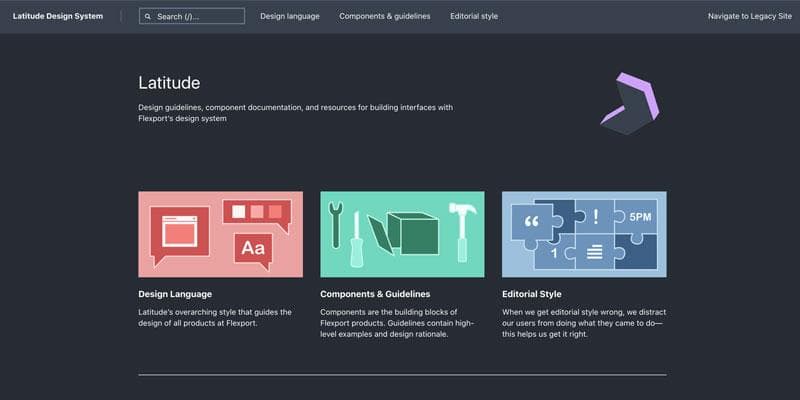 Latitude Design System
Search (/)...
Design language
Components & guidelines
Editorial style
Navigate to Legacy Site
Latitude
Design guidelines, component documentation, and resources for building interfaces with
Flexport's design system
Aa
“
!
5PM
1
Design Language
Latitude's overarching style that guides the
design of all products at Flexport.
Components & Guidelines
Components are the building blocks of
Flexport products. Guidelines contain high-
level examples and design rationale.
Editorial Style
When we get editorial style wrong, we distract
our users from doing what they came to do—
this helps us get it right.